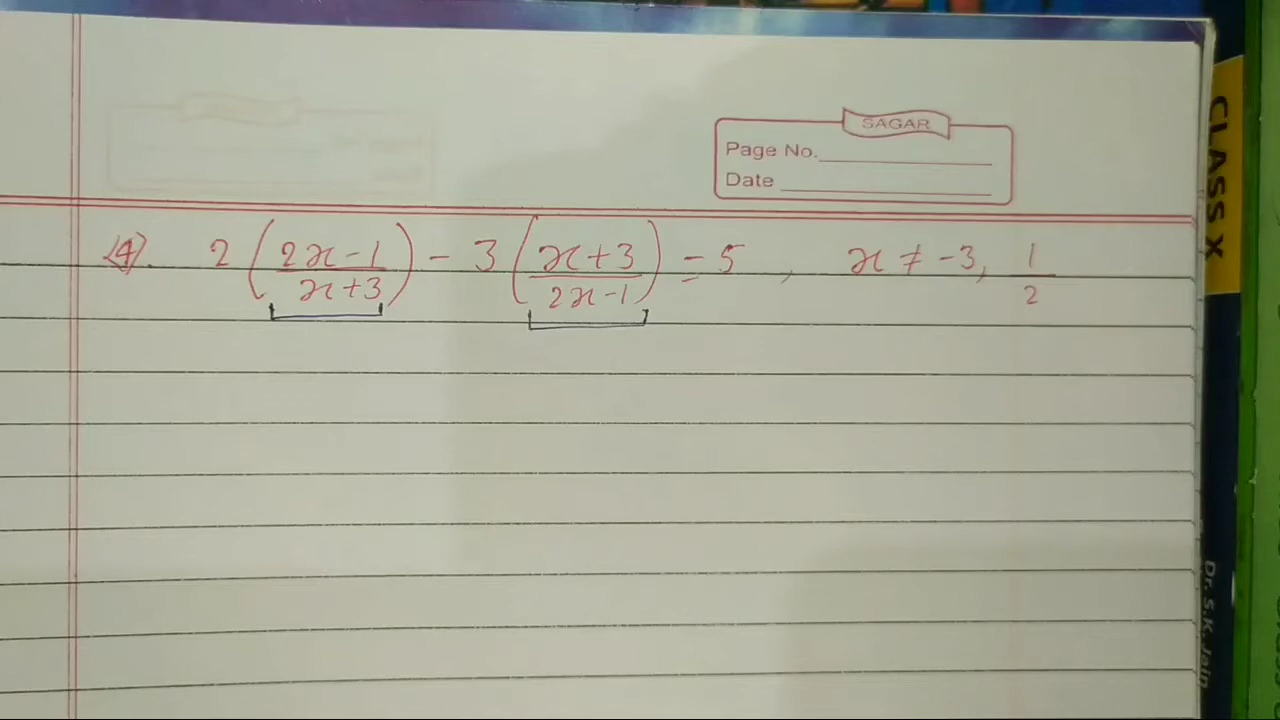 SAGAR
Page No.
Date
(4). 2 ( (2x-1)/(x+3) ) - 3 ( (x+3)/(2x-1) ) = 5 , x ≠ -3, 1/2
CLASS X
Dr. S.K. Jain